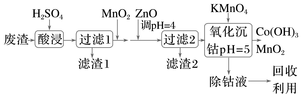 H₂SO₄ MnO₂ ZnO KMnO₄
调pH=4
废渣 酸浸 过滤1 过滤2 氧化沉钴pH=5 Co(OH)₃
MnO₂
滤渣1 滤渣2 除钴液 回收
利用